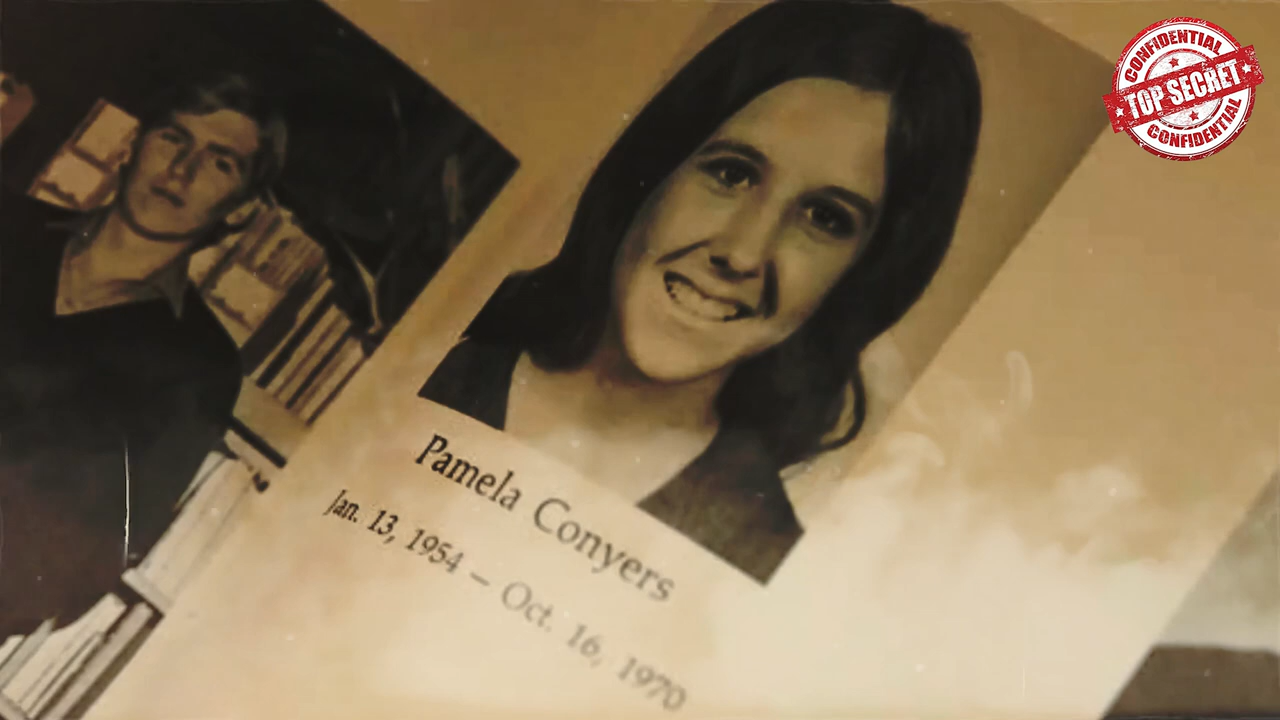 CONFIDENTIAL
TOP SECRET
CONFIDENTIAL
Pamela Conyers
Jan. 13, 1954 – Oct. 16, 1970